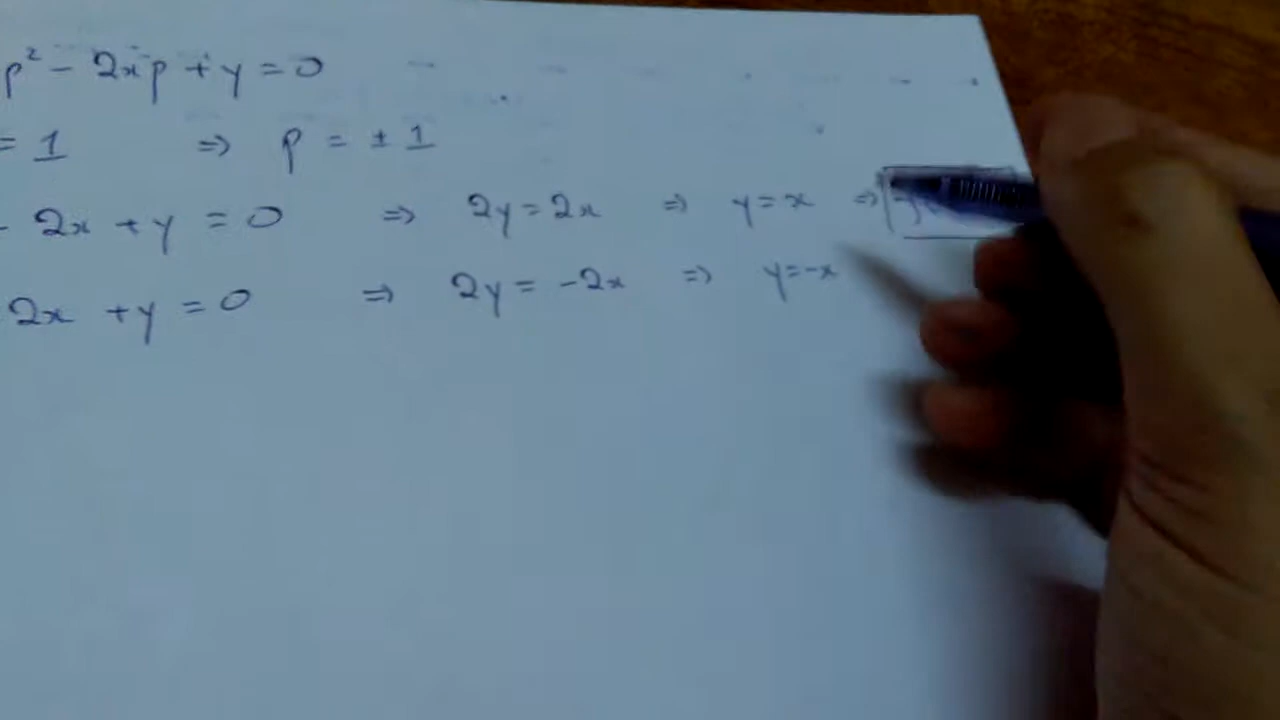 p² - 2xp + y = 0
= 1 ⇒ p = ± 1
- 2x + y = 0 ⇒ 2y = 2x ⇒ y = x ⇒
2x + y = 0 ⇒ 2y = -2x ⇒ y = -x